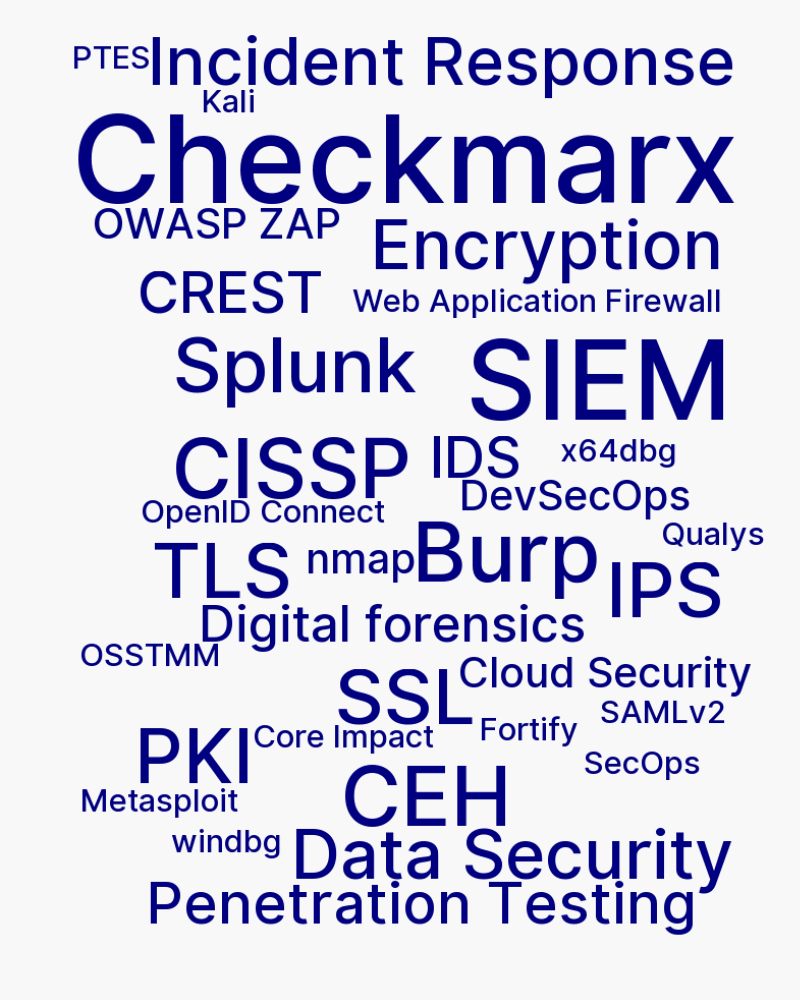 PTES Incident Response
Kali
Checkmarx
OWASP ZAP
Encryption
CREST
Web Application Firewall
Splunk
SIEM
CISSP
IDS
x64dbg
DevSecOps
OpenID Connect
Qualys
TLS
nmap
Burp
IPS
Digital forensics
OSSTMM
Cloud Security
SSL
SAMLv2
Fortify
Core Impact
PKI
SecOps
CEH
Metasploit
windbg
Data Security
Penetration Testing